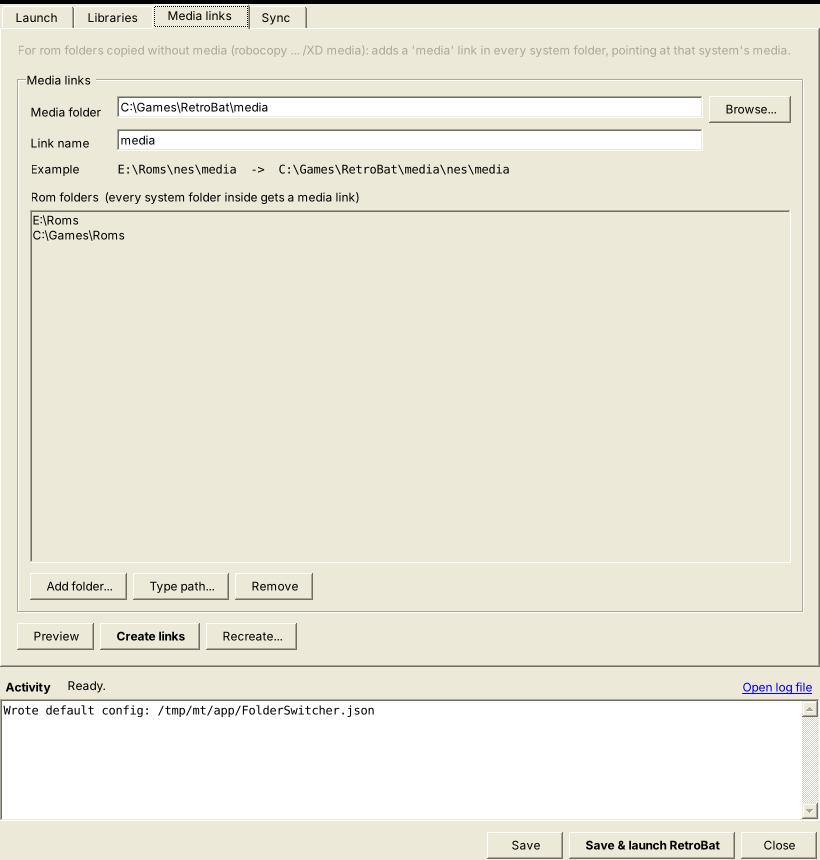 Launch Libraries Media links Sync
For rom folders copied without media (robocopy ... /XD media): adds a 'media' link in every system folder, pointing at that system's media.
Media links
Media folder C:\Games\RetroBat\media Browse...
Link name media
Example E:\Roms\nes\media -> C:\Games\RetroBat\media\nes\media
Rom folders (every system folder inside gets a media link)
E:\Roms
C:\Games\Roms
Add folder... Type path... Remove
Preview Create links Recreate...
Activity Ready. Open log file
Wrote default config: /tmp/mt/app/FolderSwitcher.json
Save Save & launch RetroBat Close